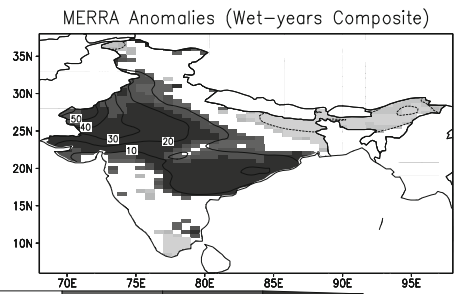 MERRA Anomalies (Wet-years Composite)
35N
30N
50
40
25N
30
20
10
20N
15N
10N
70E 75E 80E 85E 90E 95E